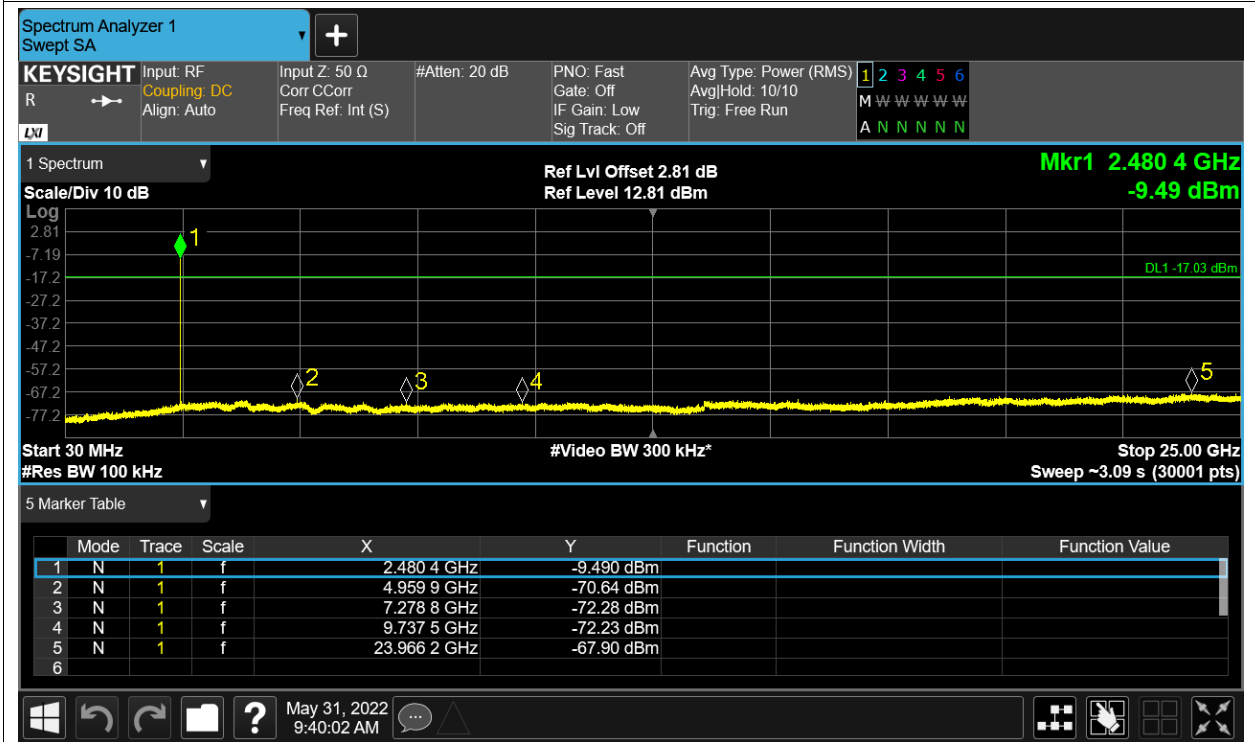 Spectrum Analyzer 1
Swept SA
+
KEYSIGHT
R
LXI
Input: RF
Coupling: DC
Align: Auto
Input Z: 50 Ω
Corr CCorr
Freq Ref: Int (S)
#Atten: 20 dB
PNO: Fast
Gate: Off
IF Gain: Low
Sig Track: Off
Avg Type: Power (RMS)
Avg|Hold: 10/10
Trig: Free Run
1 2 3 4 5 6
M W W W W W
A N N N N N
1 Spectrum
Scale/Div 10 dB
Ref Lvl Offset 2.81 dB
Ref Level 12.81 dBm
Mkr1 2.480 4 GHz
-9.49 dBm
Log
2.81
-7.19
-17.2
-27.2
-37.2
-47.2
-57.2
-67.2
-77.2
1
2
3
4
5
DL1 -17.03 dBm
Start 30 MHz
#Res BW 100 kHz
#Video BW 300 kHz*
Stop 25.00 GHz
Sweep ~3.09 s (30001 pts)
5 Marker Table
Mode Trace Scale X Y Function Function Width Function Value
1 N 1 f 2.480 4 GHz -9.490 dBm
2 N 1 f 4.959 9 GHz -70.64 dBm
3 N 1 f 7.278 8 GHz -72.28 dBm
4 N 1 f 9.737 5 GHz -72.23 dBm
5 N 1 f 23.966 2 GHz -67.90 dBm
6
?
May 31, 2022
9:40:02 AM